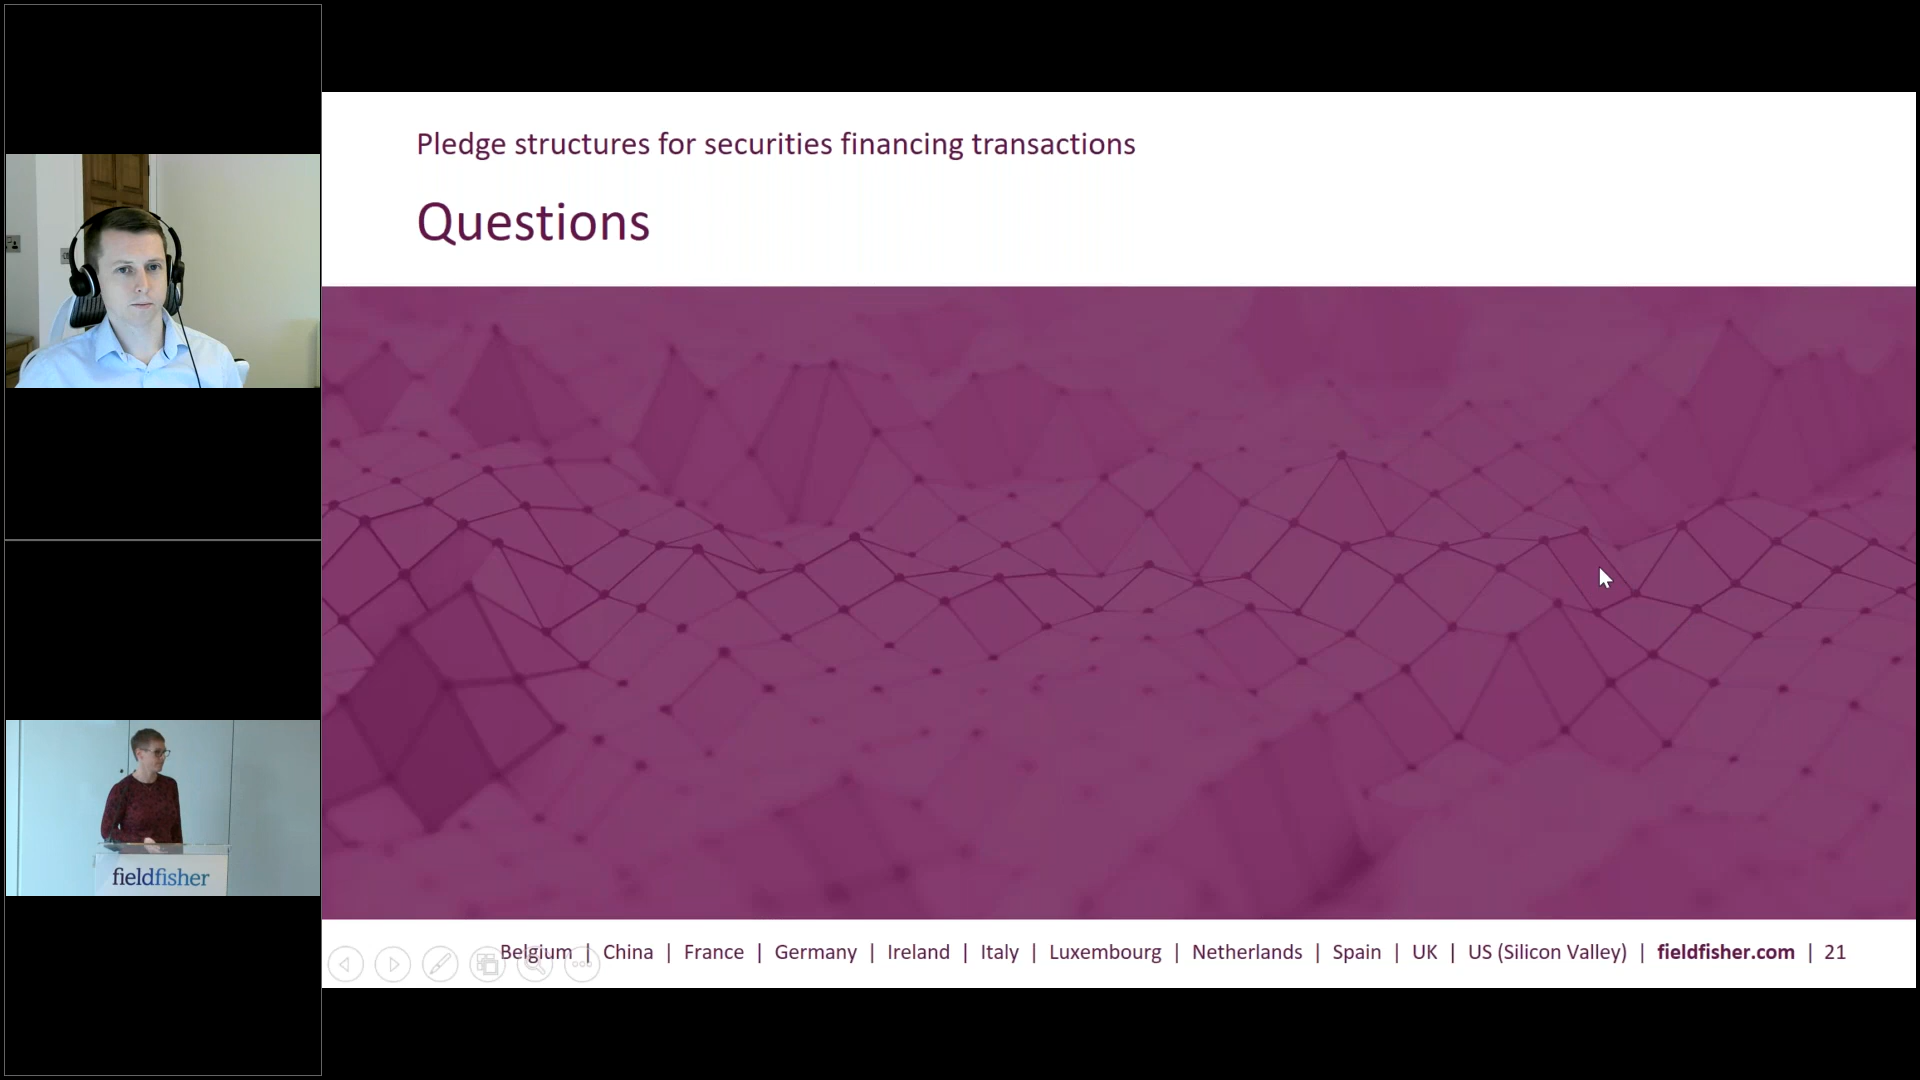 Pledge structures for securities financing transactions
Questions
fieldfisher
Belgium | China | France | Germany | Ireland | Italy | Luxembourg | Netherlands | Spain | UK | US (Silicon Valley) | fieldfisher.com | 21